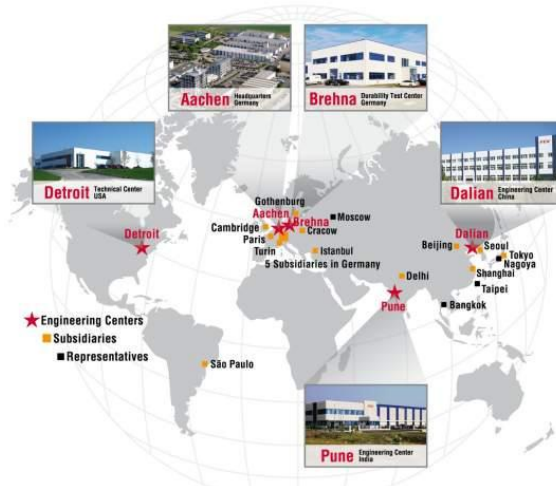 Aachen Headquarters Germany
Brehna Durability Test Center Germany
Detroit Technical Center USA
Dalian Engineering Center China
Gothenburg
Aachen
Brehna
Moscow
Cambridge
Cracow
Paris
Turin
Istanbul
5 Subsidiaries in Germany
Detroit
Dalian
Beijing
Seoul
Tokyo
Nagoya
Shanghai
Delhi
Taipei
Pune
Bangkok
Engineering Centers
Subsidiaries
Representatives
São Paulo
Pune Engineering Center India